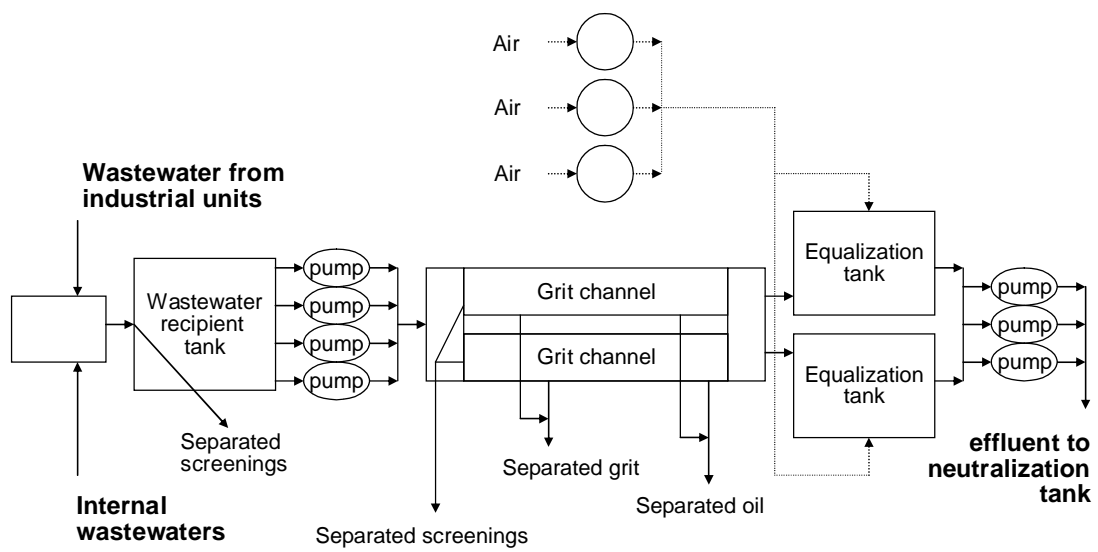 Air
Air
Air
Wastewater from
industrial units
Wastewater
recipient
tank
pump
pump
pump
pump
Grit channel
Grit channel
Equalization
tank
Equalization
tank
pump
pump
pump
Separated
screenings
Internal
wastewaters
Separated screenings
Separated grit
Separated oil
effluent to
neutralization
tank